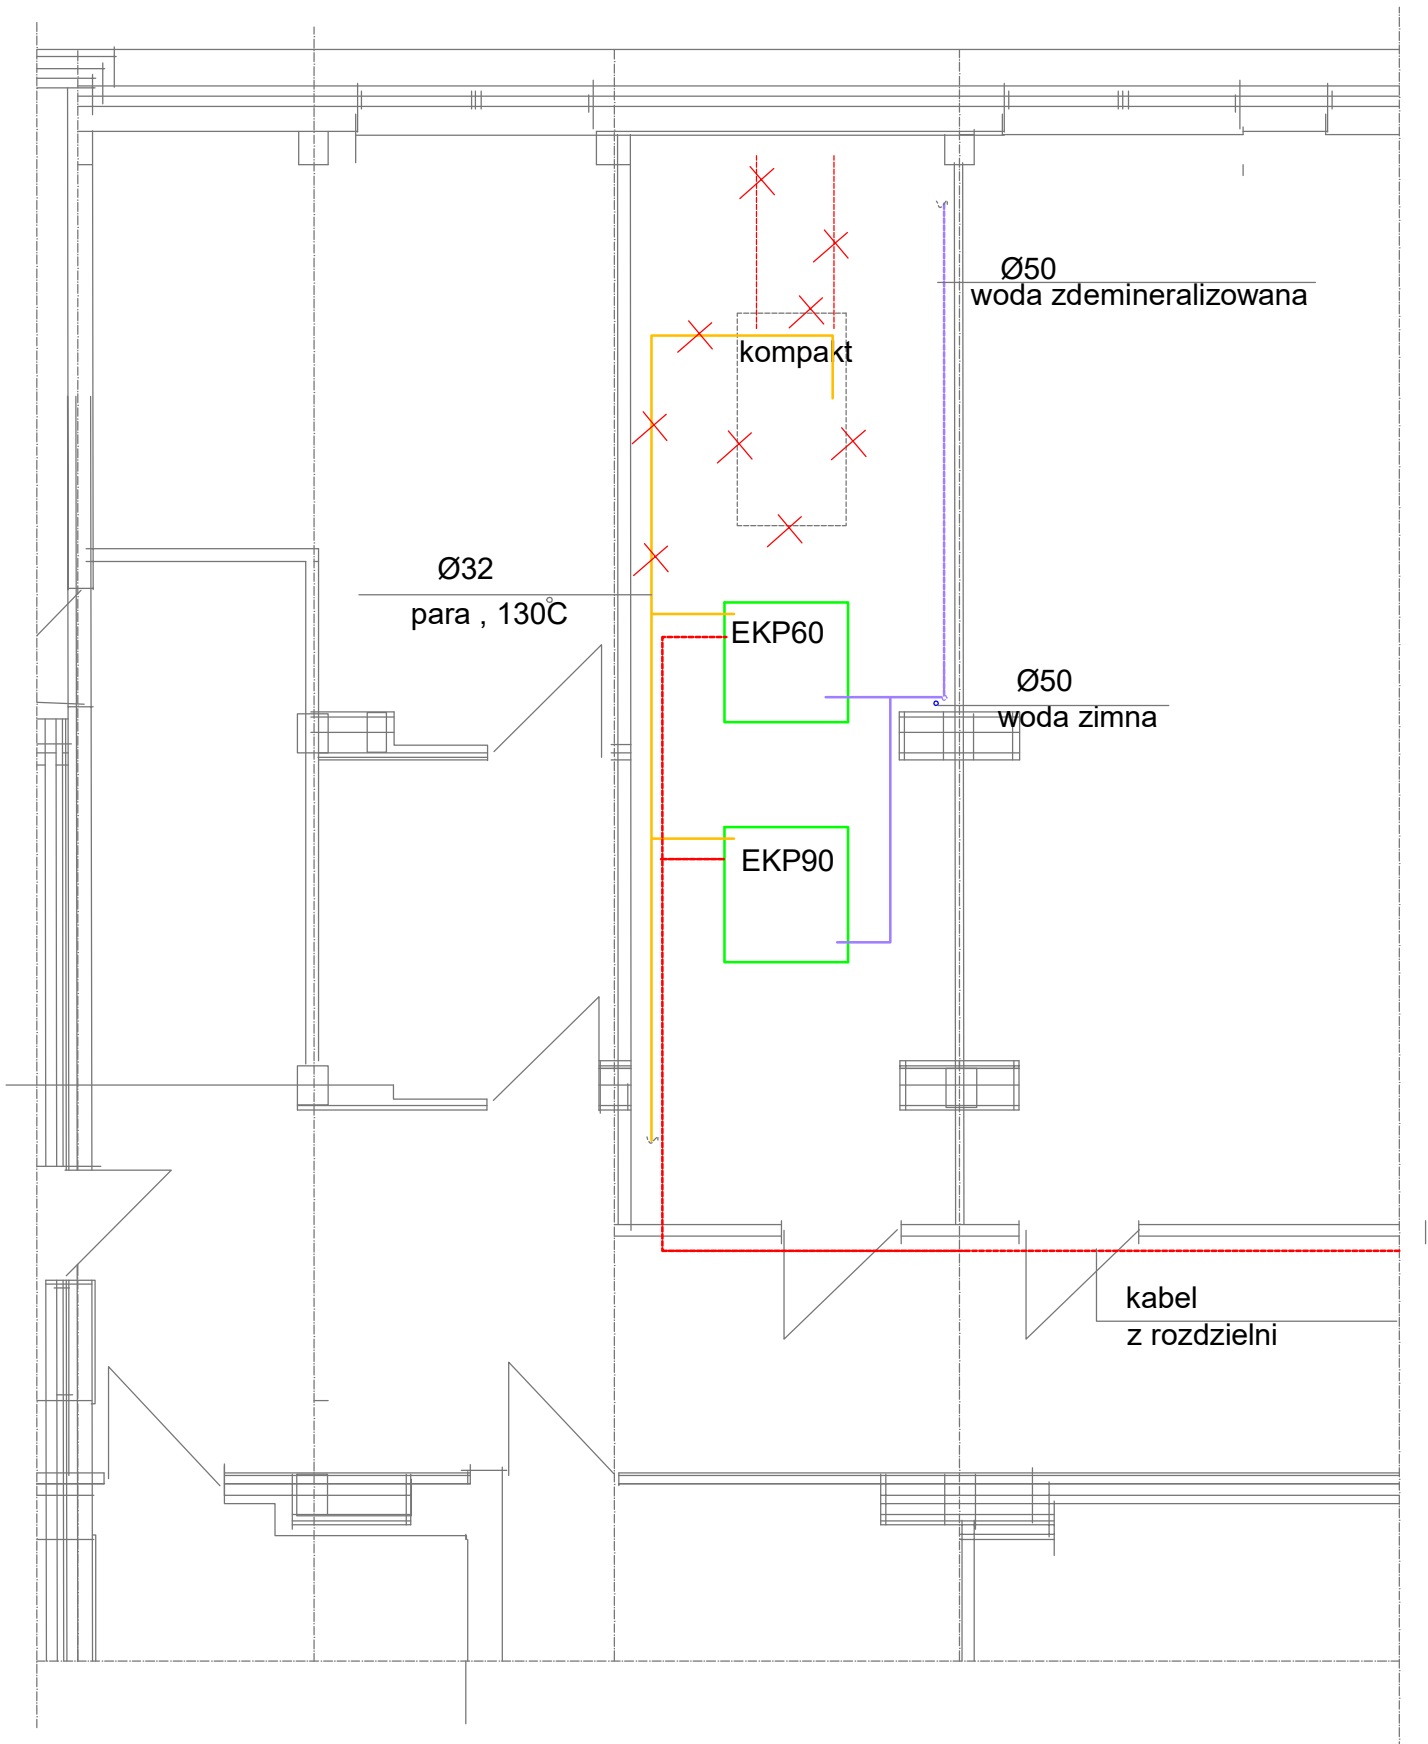 Ø50
woda zdemineralizowana
kompakt
Ø32
para , 130°C
EKP60
Ø50
woda zimna
EKP90
kabel
z rozdzielni